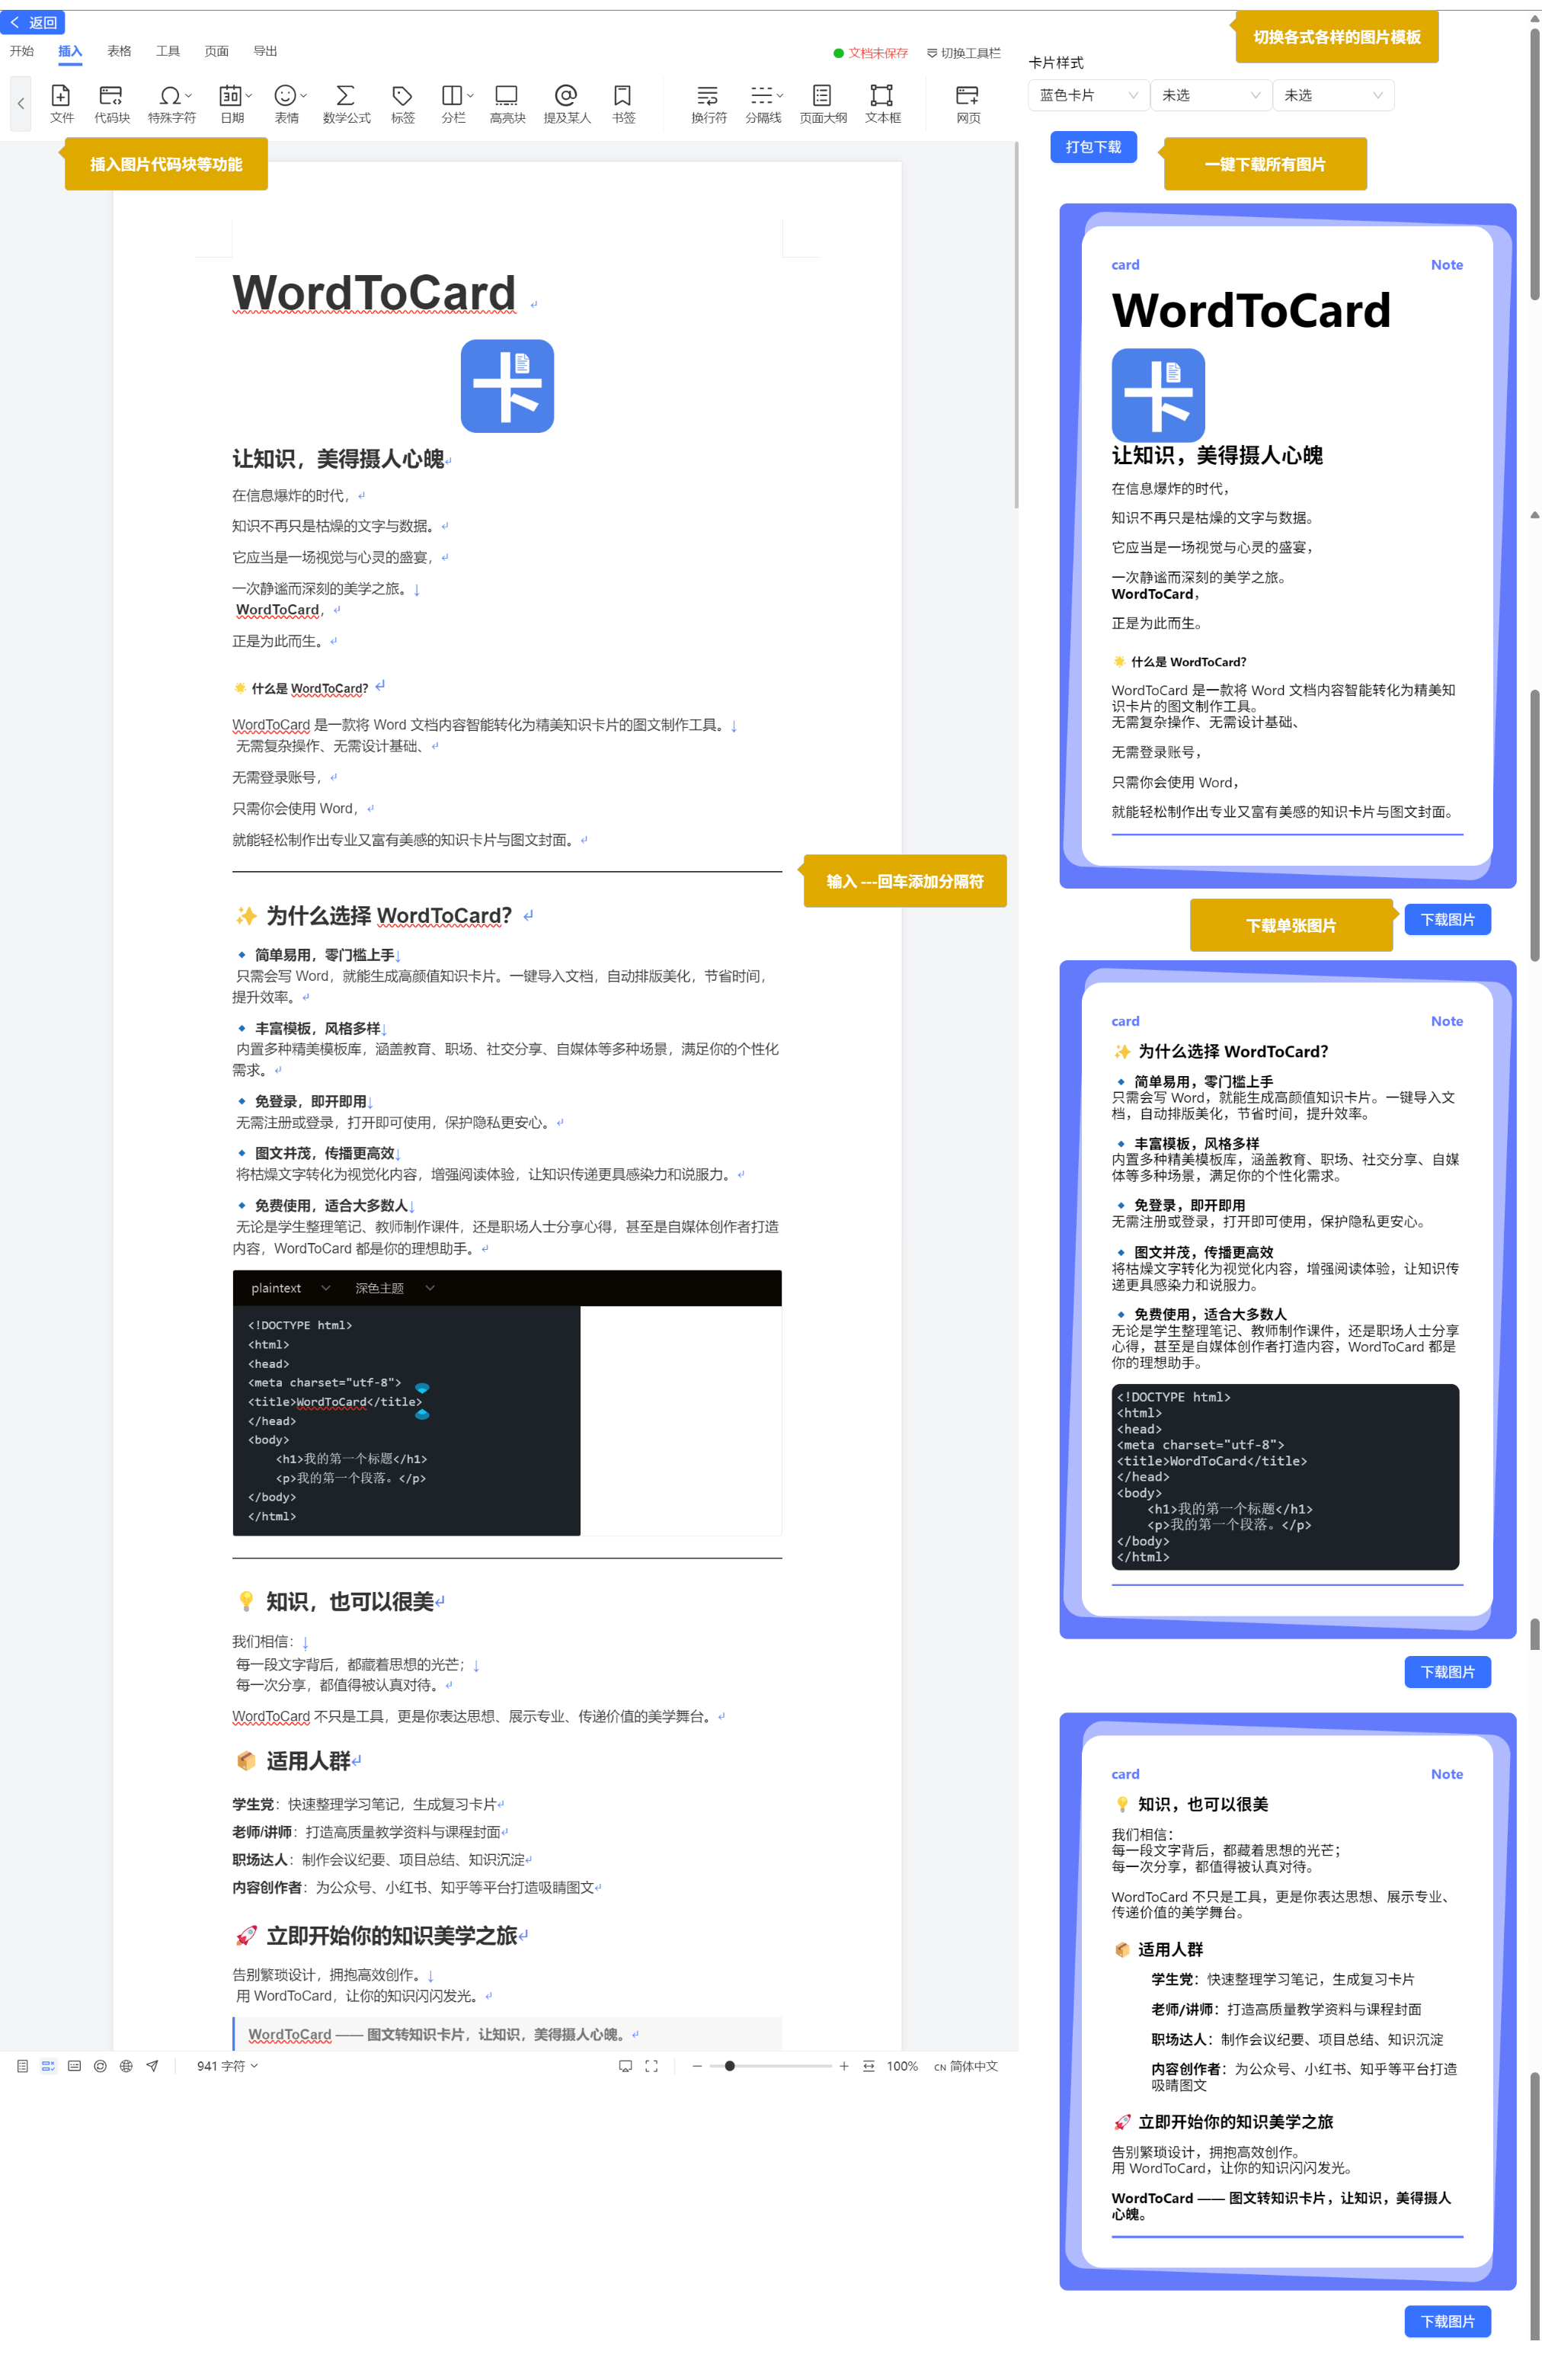 返回
开始 插入 表格 工具 页面 导出
文档未保存 切换工具栏
文件 代码块 特殊字符 日期 表情 数学公式 标签 分栏 高亮块 提及某人 书签 换行符 分隔线 页面大纲 文本框 网页
插入图片代码块等功能
WordToCard
卡
让知识，美得摄人心魄
在信息爆炸的时代，
知识不再只是枯燥的文字与数据。
它应当是一场视觉与心灵的盛宴，
一次静谧而深刻的美学之旅。
WordToCard，
正是为此而生。
🌟 什么是 WordToCard？
WordToCard 是一款将 Word 文档内容智能转化为精美知识卡片的图文制作工具。
无需复杂操作、无需设计基础、
无需登录账号，
只需你会使用 Word，
就能轻松制作出专业又富有美感的知识卡片与图文封面。
输入 ---回车添加分隔符
✨ 为什么选择 WordToCard？
🔹 简单易用，零门槛上手
只需会写 Word，就能生成高颜值知识卡片。一键导入文档，自动排版美化，节省时间，
提升效率。
🔹 丰富模板，风格多样
内置多种精美模板库，涵盖教育、职场、社交分享、自媒体等多种场景，满足你的个性化
需求。
🔹 免登录，即开即用
无需注册或登录，打开即可使用，保护隐私更安心。
🔹 图文并茂，传播更高效
将枯燥文字转化为视觉化内容，增强阅读体验，让知识传递更具感染力和说服力。
🔹 免费使用，适合大多数人
无论是学生整理笔记、教师制作课件，还是职场人士分享心得，甚至是自媒体创作者打造
内容，WordToCard 都是你的理想助手。
plaintext 深色主题
<!DOCTYPE html>
<html>
<head>
<meta charset="utf-8">
<title>WordToCard</title>
</head>
<body>
    <h1>我的第一个标题</h1>
    <p>我的第一个段落。</p>
</body>
</html>
💡 知识，也可以很美
我们相信：
每一段文字背后，都藏着思想的光芒；
每一次分享，都值得被认真对待。
WordToCard 不只是工具，更是你表达思想、展示专业、传递价值的美学舞台。
📦 适用人群
学生党：快速整理学习笔记，生成复习卡片
老师/讲师：打造高质量教学资料与课程封面
职场达人：制作会议纪要、项目总结、知识沉淀
内容创作者：为公众号、小红书、知乎等平台打造吸睛图文
🚀 立即开始你的知识美学之旅
告别繁琐设计，拥抱高效创作。
用 WordToCard，让你的知识闪闪发光。
WordToCard —— 图文转知识卡片，让知识，美得摄人心魄。
941 字符 100% CN 简体中文
切换各式各样的图片模板
卡片样式
蓝色卡片 未选 未选
打包下载
一键下载所有图片
card Note
WordToCard
卡
让知识，美得摄人心魄
在信息爆炸的时代，
知识不再只是枯燥的文字与数据。
它应当是一场视觉与心灵的盛宴，
一次静谧而深刻的美学之旅。
WordToCard，
正是为此而生。
🌟 什么是 WordToCard？
WordToCard 是一款将 Word 文档内容智能转化为精美知
识卡片的图文制作工具。
无需复杂操作、无需设计基础、
无需登录账号，
只需你会使用 Word，
就能轻松制作出专业又富有美感的知识卡片与图文封面。
下载单张图片
下载图片
card Note
✨ 为什么选择 WordToCard？
🔹 简单易用，零门槛上手
只需会写 Word，就能生成高颜值知识卡片。一键导入文
档，自动排版美化，节省时间，提升效率。
🔹 丰富模板，风格多样
内置多种精美模板库，涵盖教育、职场、社交分享、自媒
体等多种场景，满足你的个性化需求。
🔹 免登录，即开即用
无需注册或登录，打开即可使用，保护隐私更安心。
🔹 图文并茂，传播更高效
将枯燥文字转化为视觉化内容，增强阅读体验，让知识传
递更具感染力和说服力。
🔹 免费使用，适合大多数人
无论是学生整理笔记、教师制作课件，还是职场人士分享
心得，甚至是自媒体创作者打造内容，WordToCard 都是
你的理想助手。
<!DOCTYPE html>
<html>
<head>
<meta charset="utf-8">
<title>WordToCard</title>
</head>
<body>
    <h1>我的第一个标题</h1>
    <p>我的第一个段落。</p>
</body>
</html>
下载图片
card Note
💡 知识，也可以很美
我们相信：
每一段文字背后，都藏着思想的光芒；
每一次分享，都值得被认真对待。
WordToCard 不只是工具，更是你表达思想、展示专业、
传递价值的美学舞台。
📦 适用人群
学生党：快速整理学习笔记，生成复习卡片
老师/讲师：打造高质量教学资料与课程封面
职场达人：制作会议纪要、项目总结、知识沉淀
内容创作者：为公众号、小红书、知乎等平台打造
吸睛图文
🚀 立即开始你的知识美学之旅
告别繁琐设计，拥抱高效创作。
用 WordToCard，让你的知识闪闪发光。
WordToCard —— 图文转知识卡片，让知识，美得摄人
心魄。
下载图片